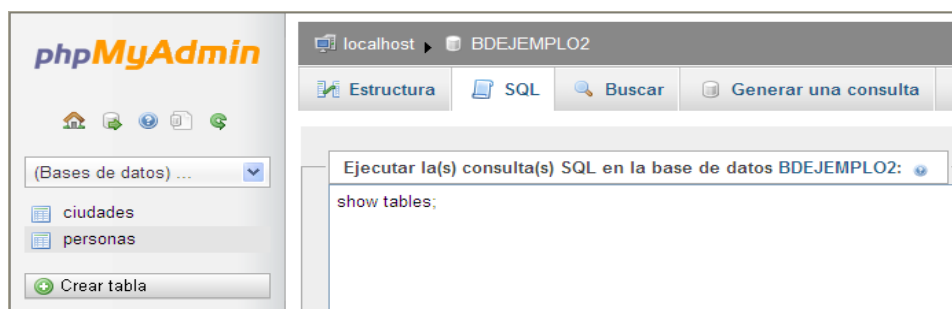 phpMyAdmin
(Bases de datos) ...
ciudades
personas
Crear tabla
localhost BDEJEMPLO2
Estructura SQL Buscar Generar una consulta
Ejecutar la(s) consulta(s) SQL en la base de datos BDEJEMPLO2:
show tables;